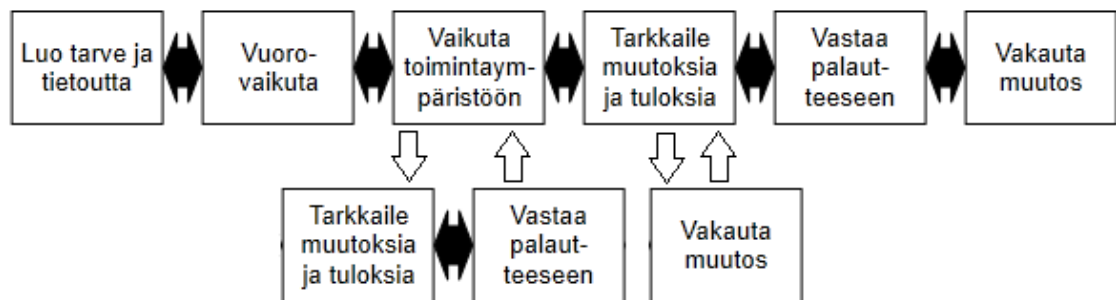 Luo tarve ja
tietoutta
Vuoro-
vaikuta
Vaikuta
toimintaym-
päristöön
Tarkkaile
muutoksia
ja tuloksia
Vastaa
palaut-
teeseen
Vakauta
muutos
Tarkkaile
muutoksia
ja tuloksia
Vastaa
palaut-
teeseen
Vakauta
muutos